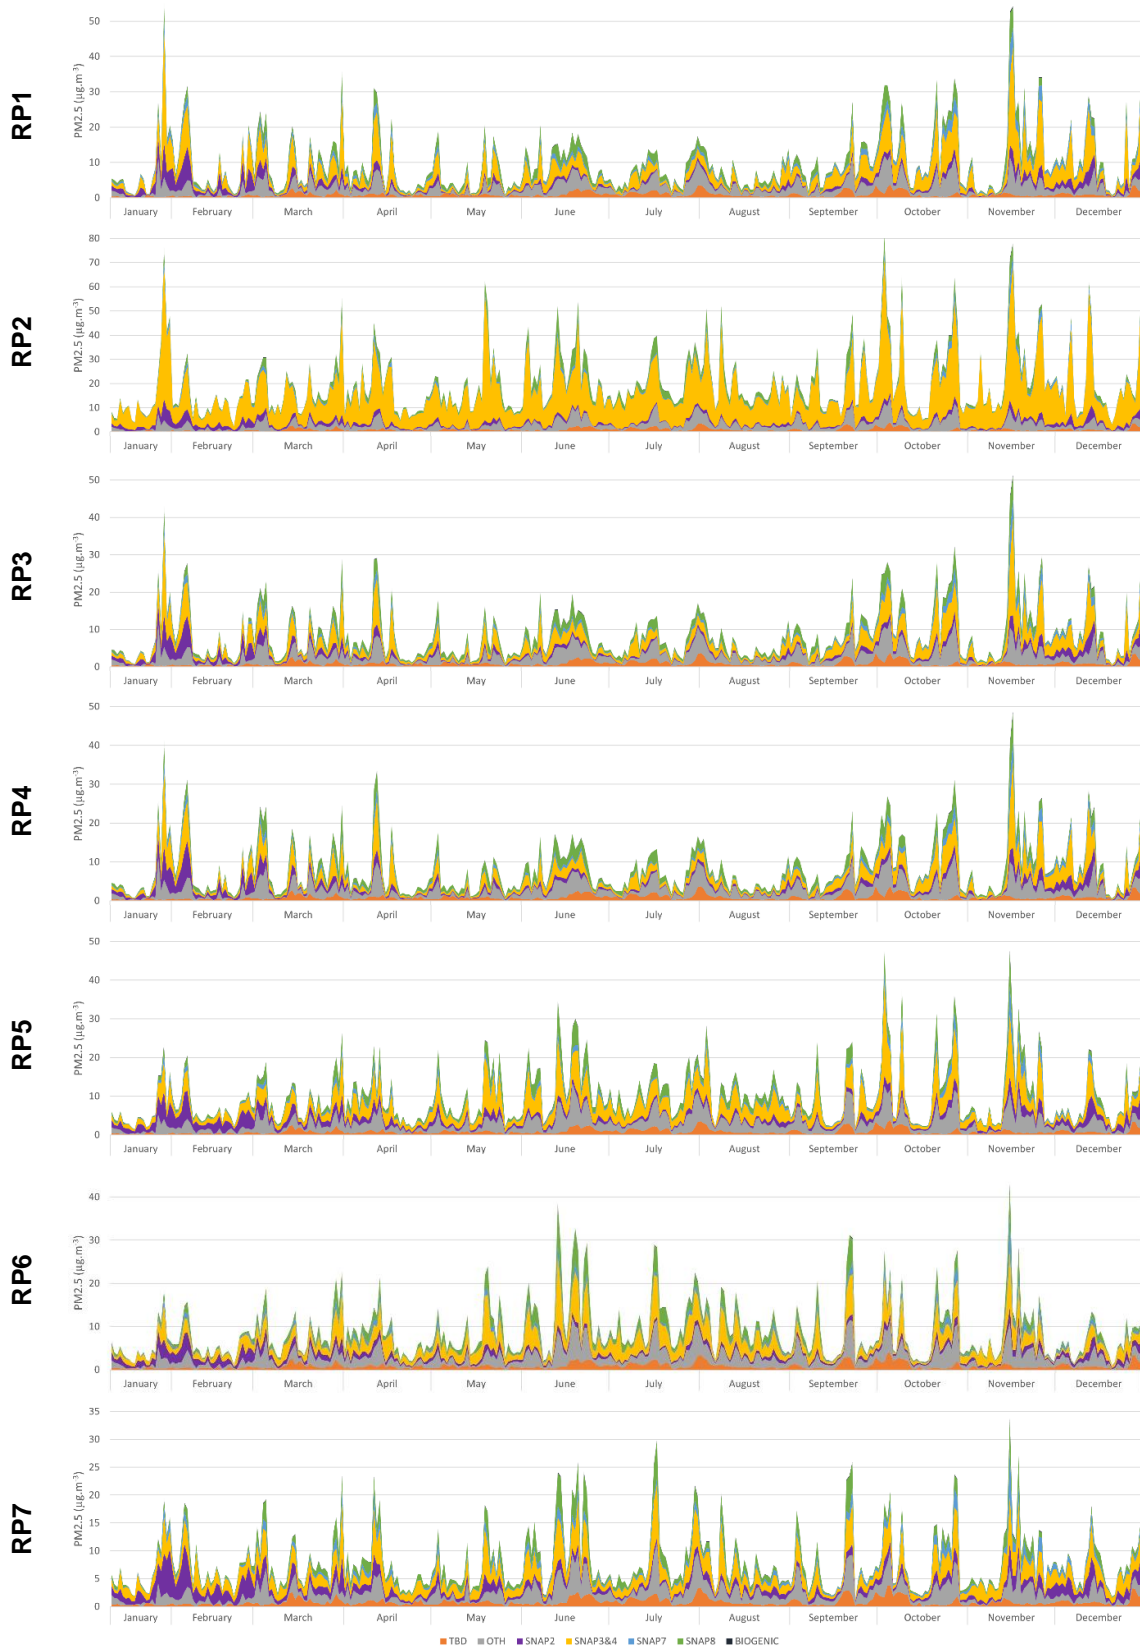 RP1
PM2.5 (µg.m-3)
50
40
30
20
10
0
January February March April May June July August September October November December
RP2
PM2.5 (µg.m-3)
80
70
60
50
40
30
20
10
0
January February March April May June July August September October November December
RP3
PM2.5 (µg.m-3)
50
40
30
20
10
0
January February March April May June July August September October November December
RP4
PM2.5 (µg.m-3)
50
40
30
20
10
0
January February March April May June July August September October November December
RP5
PM2.5 (µg.m-3)
50
40
30
20
10
0
January February March April May June July August September October November December
RP6
PM2.5 (µg.m-3)
40
30
20
10
0
January February March April May June July August September October November December
RP7
PM2.5 (µg.m-3)
35
30
25
20
15
10
5
0
January February March April May June July August September October November December
TBD OTH SNAP2 SNAP3&4 SNAP7 SNAP8 BIOGENIC